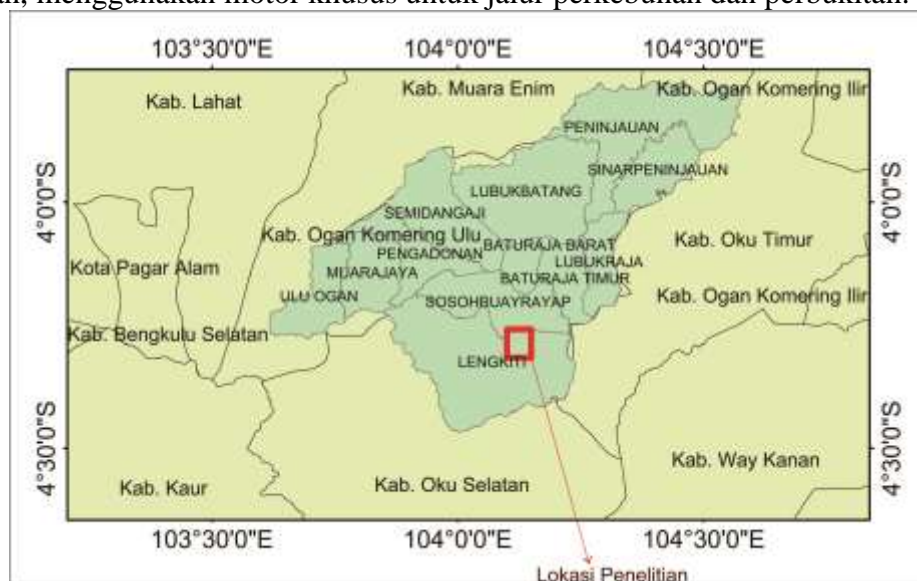 menggunakan motor khusus untuk jalur perkebunan dan perbukitan.
103°30'0"E 104°0'0"E 104°30'0"E
Kab. Lahat
Kab. Muara Enim
Kab. Ogan Komering Ilir
PENINJAUAN
SINARPENINJAUAN
LUBUKBATANG
4°0'0"S
4°0'0"S
SEMIDANGAJI
Kab. Ogan Komering Ulu
BATURAJA BARAT
Kab. Oku Timur
PENGADONAN
LUBUKRAJA
Kota Pagar Alam
MUARAJAYA
BATURAJA TIMUR
ULU OGAN
SOSOHBUAYRAYAP
Kab. Ogan Komering Ilir
Kab. Bengkulu Selatan
LENGKITI
4°30'0"S
4°30'0"S
Kab. Way Kanan
Kab. Kaur
Kab. Oku Selatan
103°30'0"E 104°0'0"E 104°30'0"E
Lokasi Penelitian